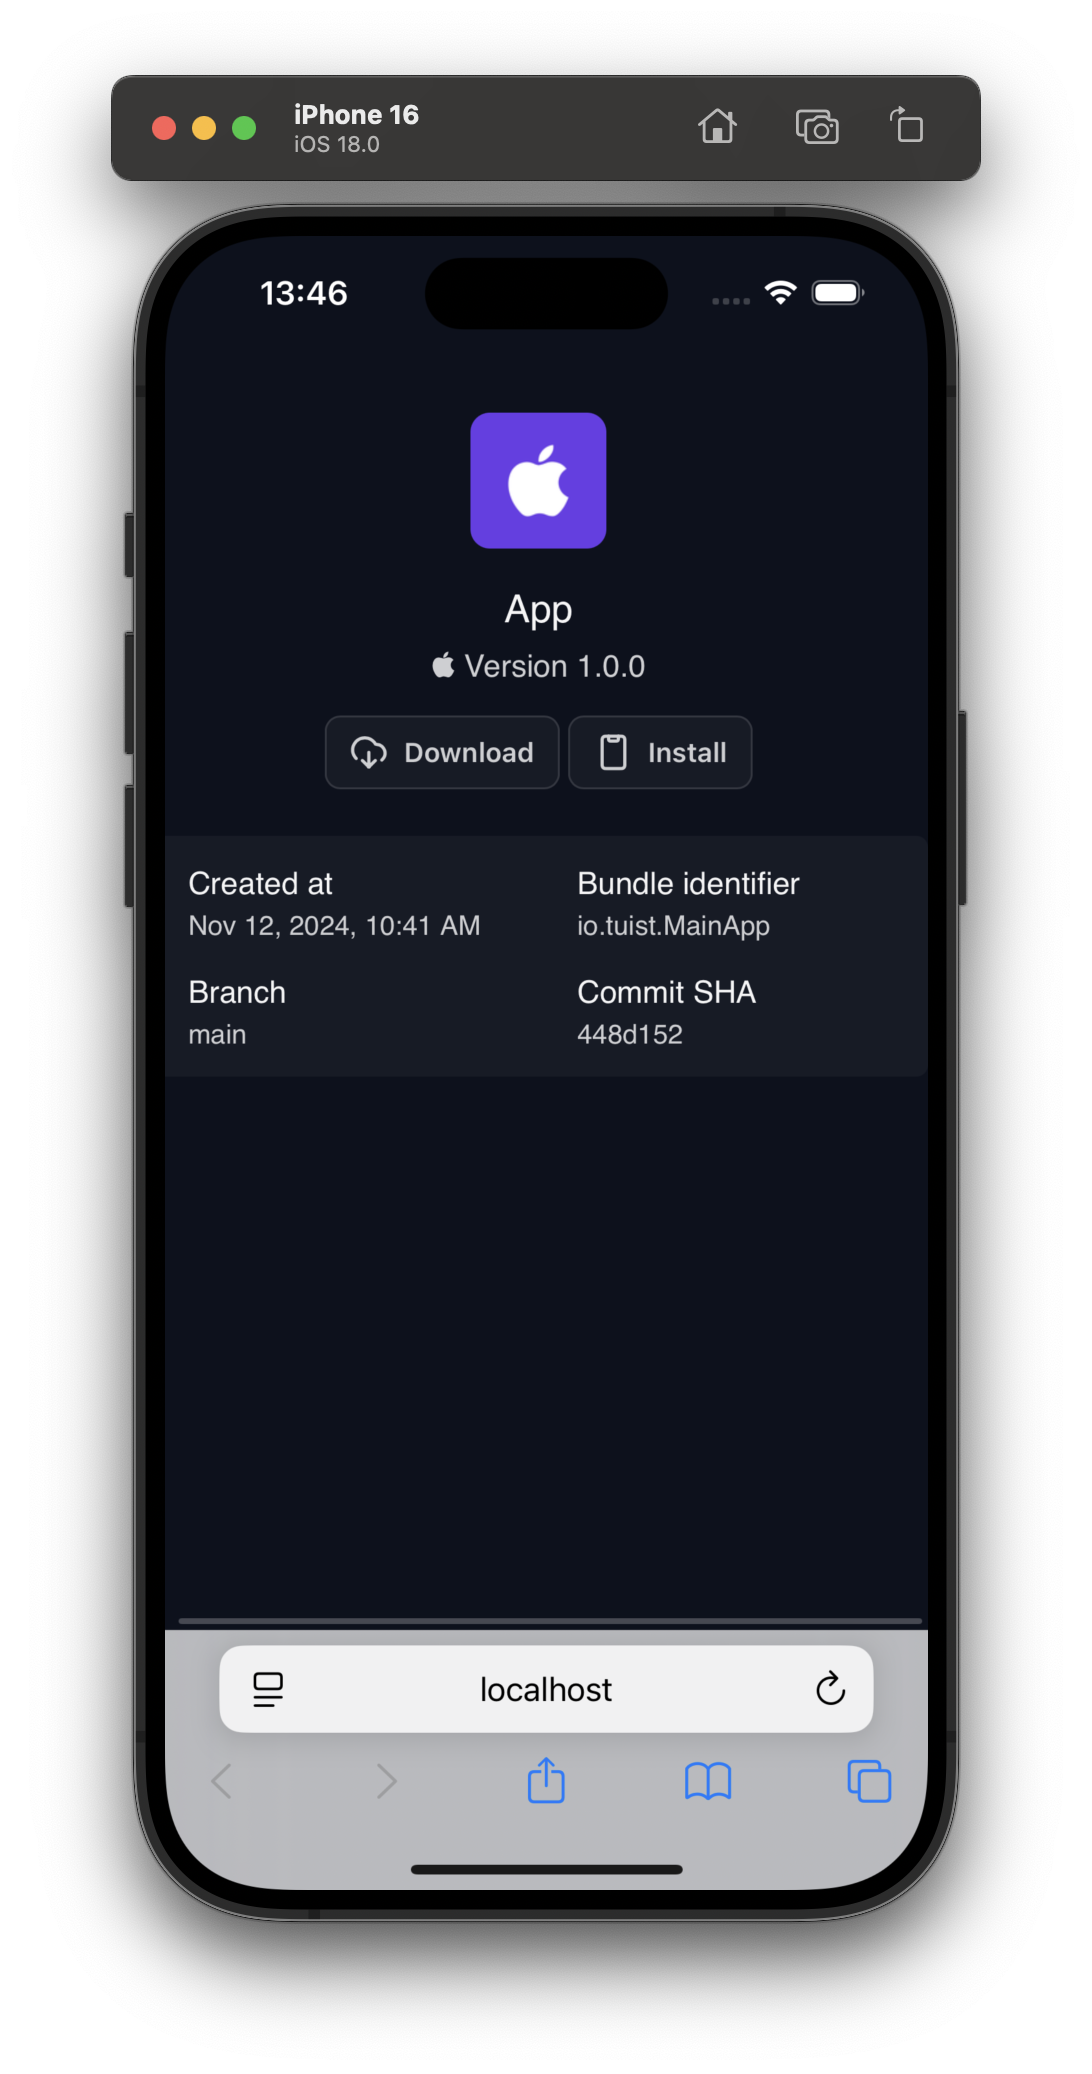 iPhone 16
iOS 18.0
13:46
App
Version 1.0.0
Download Install
Created at Bundle identifier
Nov 12, 2024, 10:41 AM io.tuist.MainApp
Branch Commit SHA
main 448d152
localhost